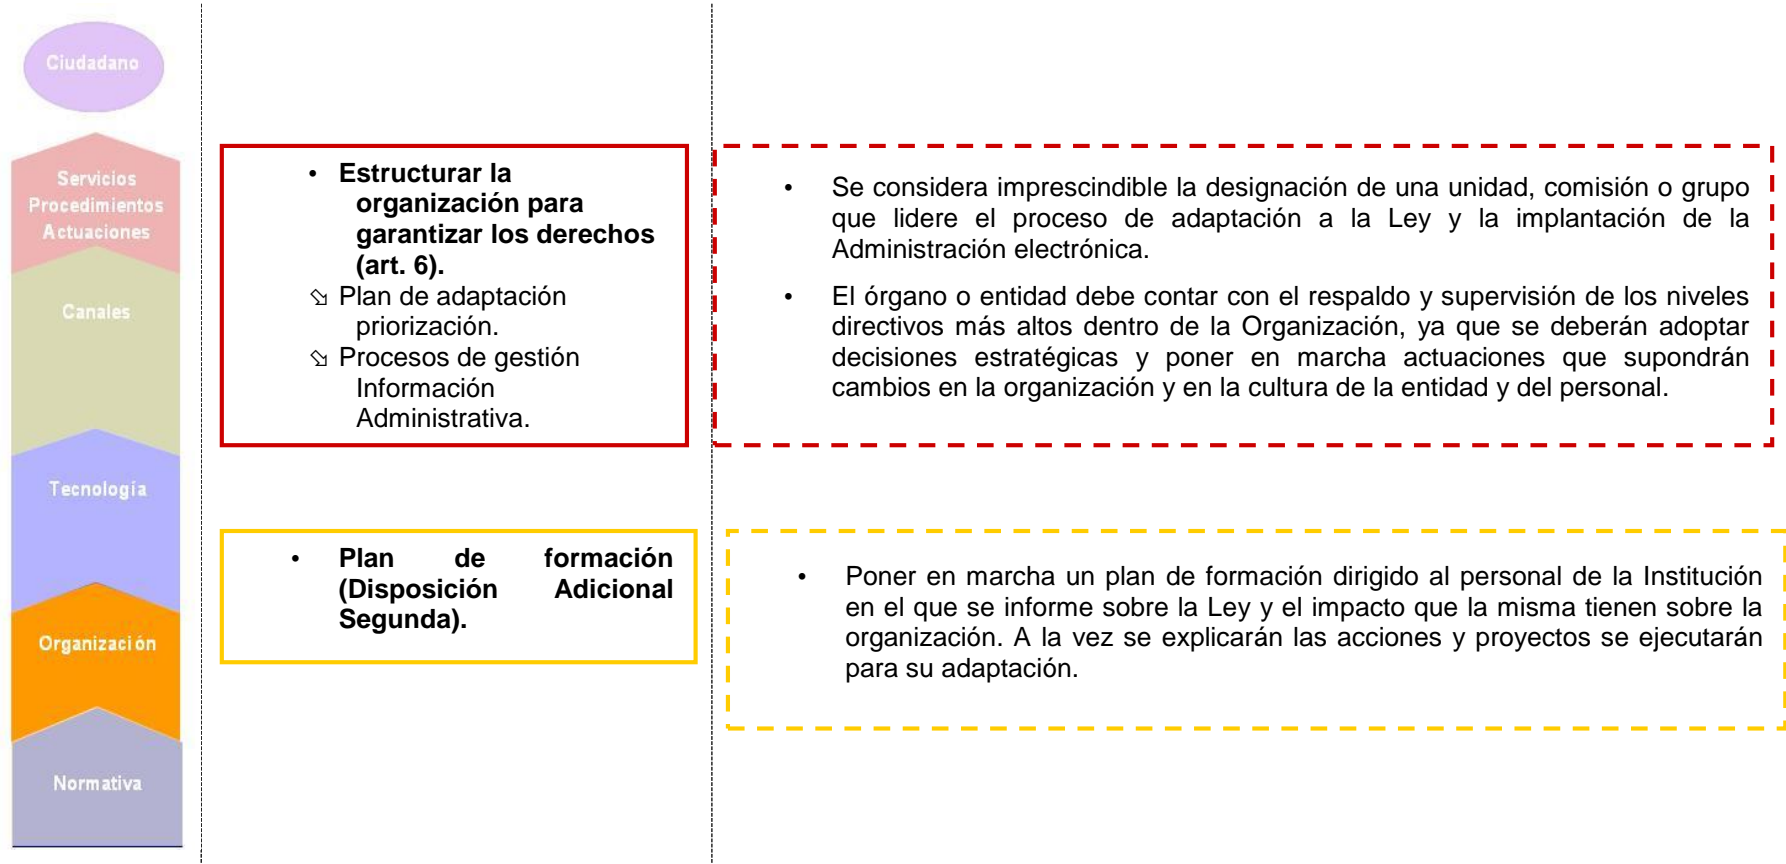 Ciudadano
Servicios
Procedimientos
Actuaciones
Canales
Tecnología
Organización
Normativa
• Estructurar la
organización para
garantizar los derechos
(art. 6).
⬂ Plan de adaptación
priorización.
⬂ Procesos de gestión
Información
Administrativa.
• Plan de formación
(Disposición Adicional
Segunda).
• Se considera imprescindible la designación de una unidad, comisión o grupo
que lidere el proceso de adaptación a la Ley y la implantación de la
Administración electrónica.
• El órgano o entidad debe contar con el respaldo y supervisión de los niveles
directivos más altos dentro de la Organización, ya que se deberán adoptar
decisiones estratégicas y poner en marcha actuaciones que supondrán
cambios en la organización y en la cultura de la entidad y del personal.
• Poner en marcha un plan de formación dirigido al personal de la Institución
en el que se informe sobre la Ley y el impacto que la misma tienen sobre la
organización. A la vez se explicarán las acciones y proyectos se ejecutarán
para su adaptación.